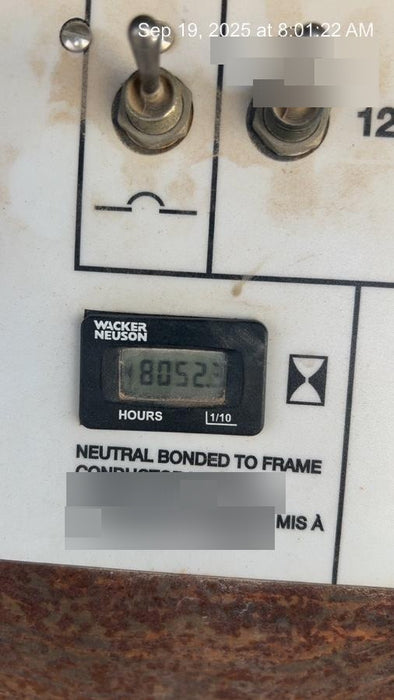 Sep 19, 2025 at 8:01:22 AM
12
WACKER
NEUSON
8052.3
HOURS 1/10
NEUTRAL BONDED TO FRAME
MIS À